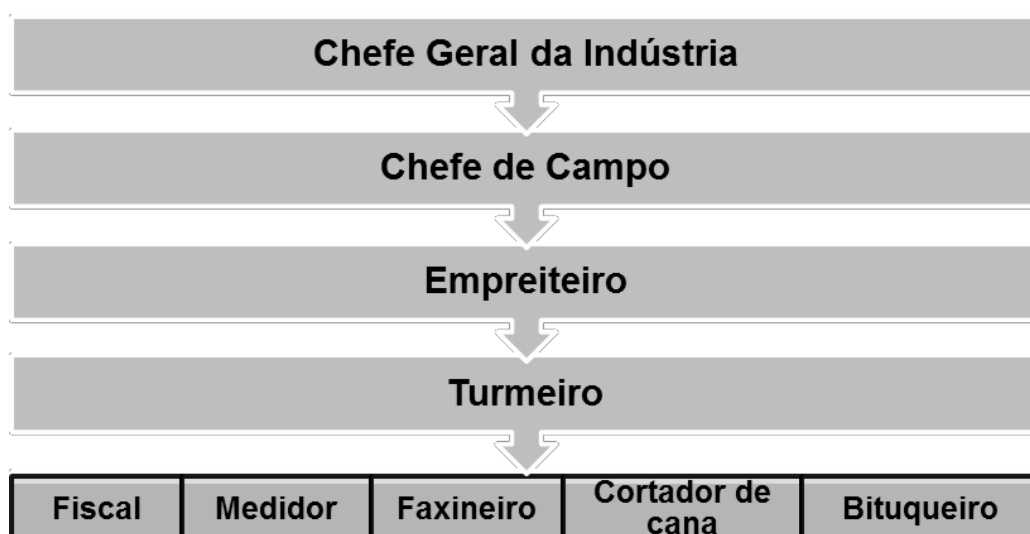 Chefe Geral da Indústria
Chefe de Campo
Empreiteiro
Turmeiro
Fiscal
Medidor
Faxineiro
Cortador de
cana
Bituqueiro